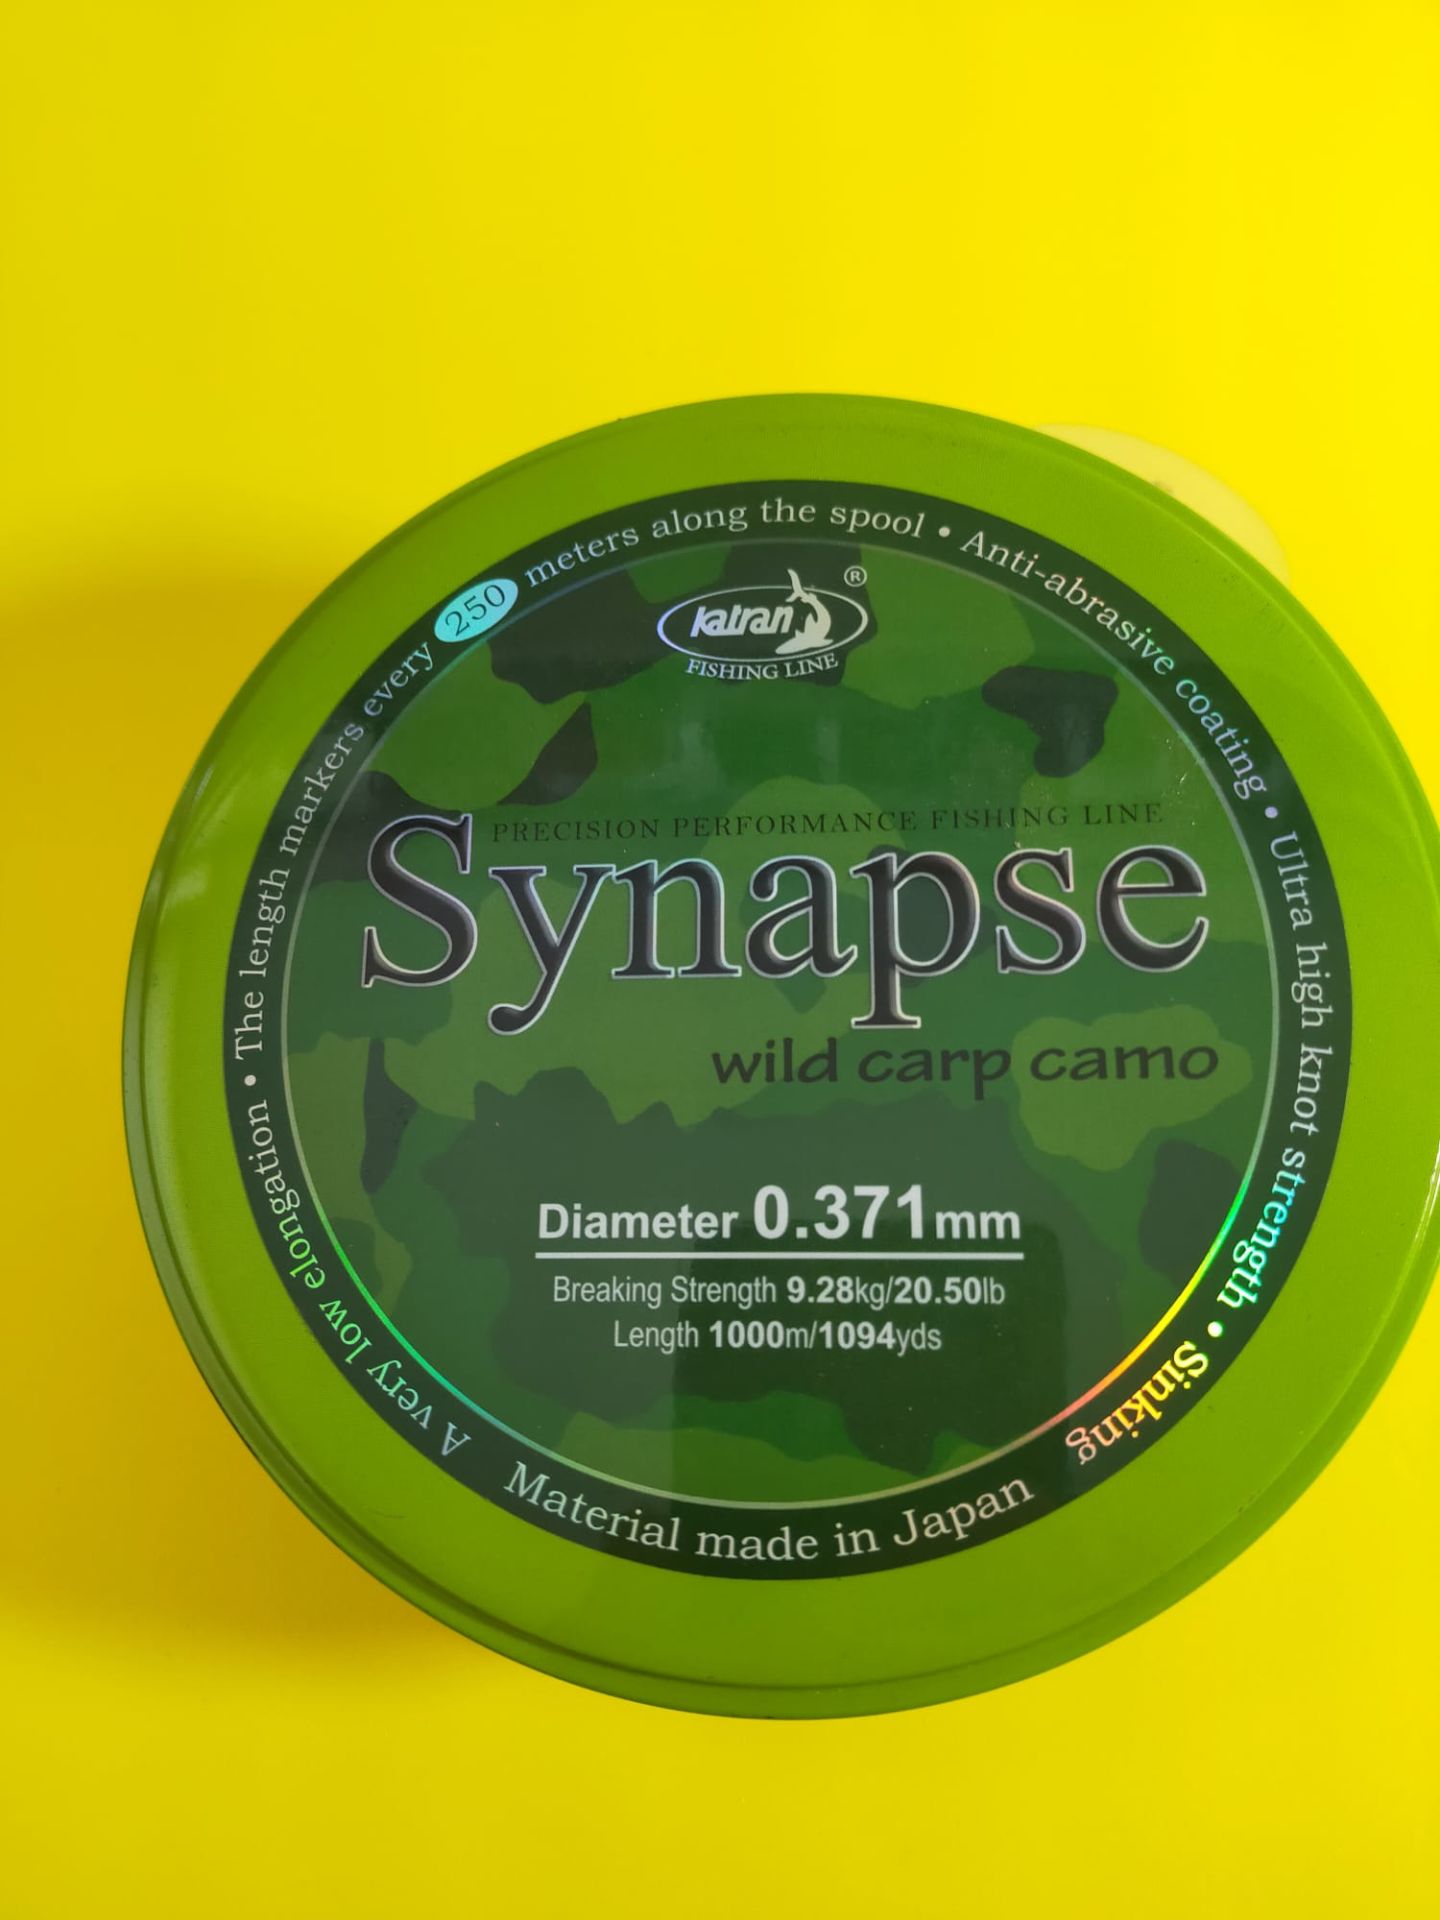 A very low elongation • The length markers every 250 meters along the spool • Anti-abrasive coating • Ultra high knot strength • Sinking
katran ®
FISHING LINE
PRECISION PERFORMANCE FISHING LINE
Synapse
wild carp camo
Diameter 0.371mm
Breaking Strength 9.28kg/20.50lb
Length 1000m/1094yds
Material made in Japan